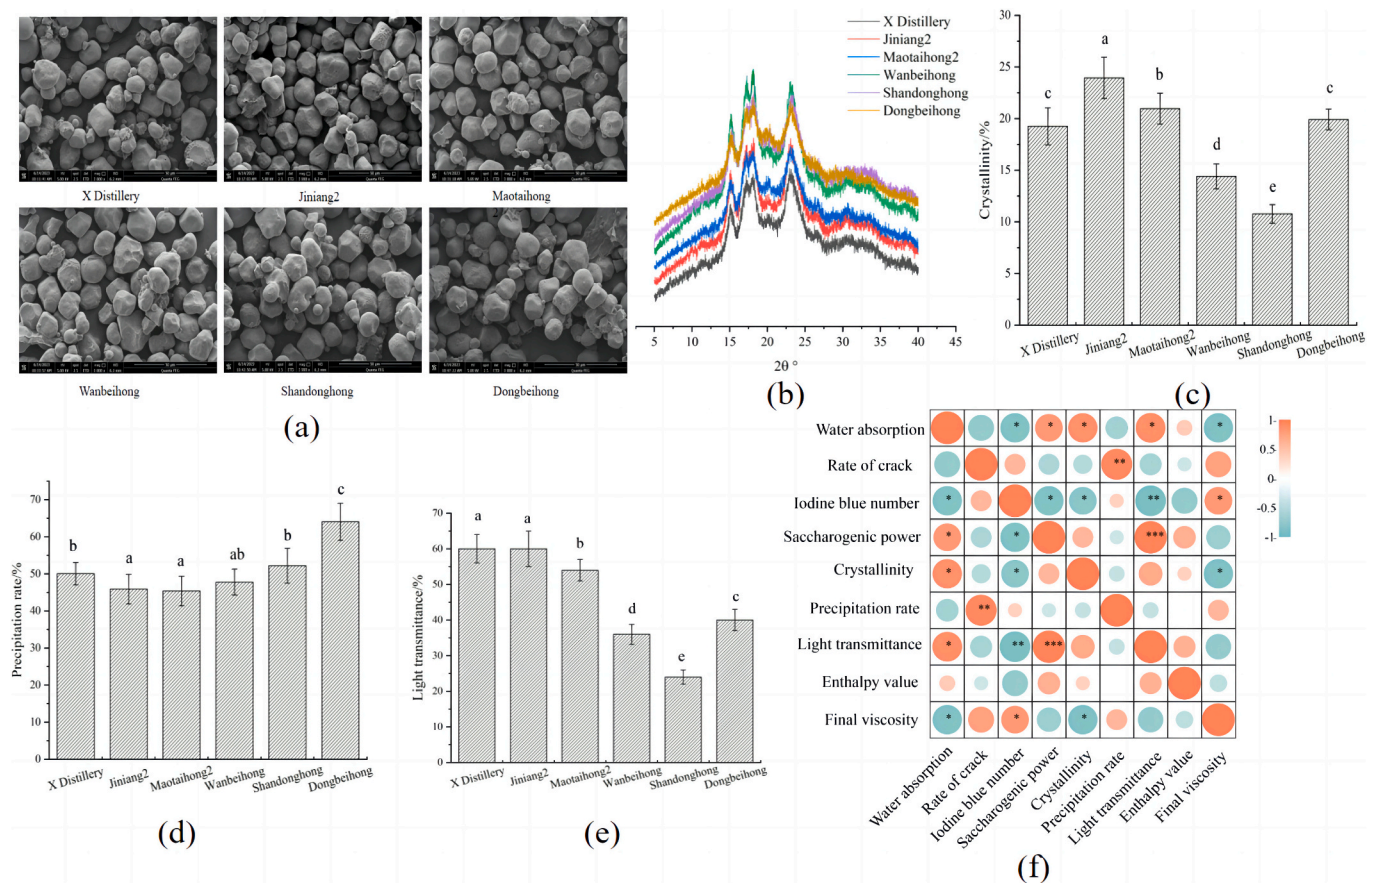 X Distillery
Jiniang2
Maotaihong
Wanbeihong
Shandonghong
Dongbeihong
(a)
X Distillery
Jiniang2
Maotaihong2
Wanbeihong
Shandonghong
Dongbeihong
5 10 15 20 25 30 35 40 45
2θ °
(b)
Crystallinity/%
30
25
20
15
10
5
0
c a b d e c
X Distillery Jiniang2 Maotaihong2 Wanbeihong Shandonghong Dongbeihong
(c)
Precipitation rate/%
70
60
50
40
30
20
10
0
b a a ab b c
X Distillery Jiniang2 Maotaihong2 Wanbeihong Shandonghong Dongbeihong
(d)
Light transmittance/%
70
60
50
40
30
20
10
0
a a b d e c
X Distillery Jiniang2 Maotaihong2 Wanbeihong Shandonghong Dongbeihong
(e)
Water absorption * * * * *
Rate of crack **
Iodine blue number * * * ** *
Saccharogenic power * * ***
Crystallinity * * *
Precipitation rate **
Light transmittance * ** ***
Enthalpy value
Final viscosity * * *
1
0.5
0
-0.5
-1
Water absorption
Rate of crack
Iodine blue number
Saccharogenic power
Crystallinity
Precipitation rate
Light transmittance
Enthalpy value
Final viscosity
(f)